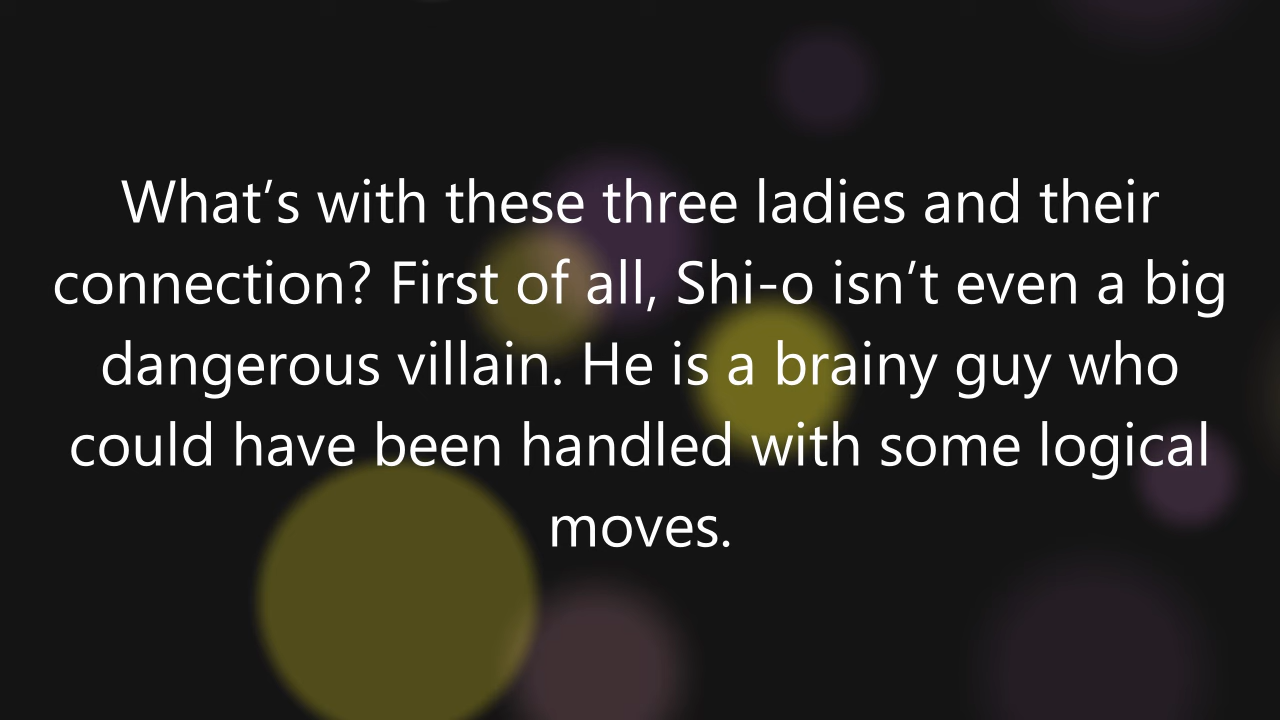 What’s with these three ladies and their
connection? First of all, Shi-o isn’t even a big
dangerous villain. He is a brainy guy who
could have been handled with some logical
moves.